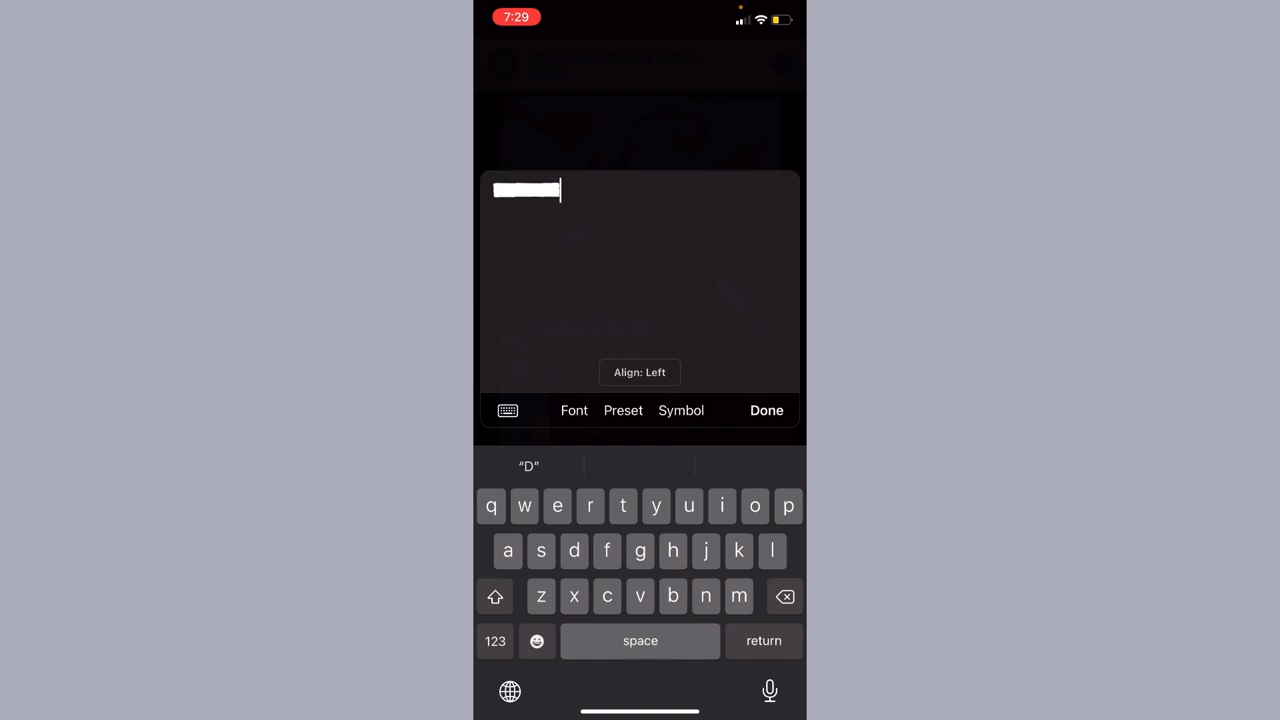 7:29
Align: Left
Font Preset Symbol Done
"D"
q w e r t y u i o p
a s d f g h j k l
z x c v b n m
123 space return